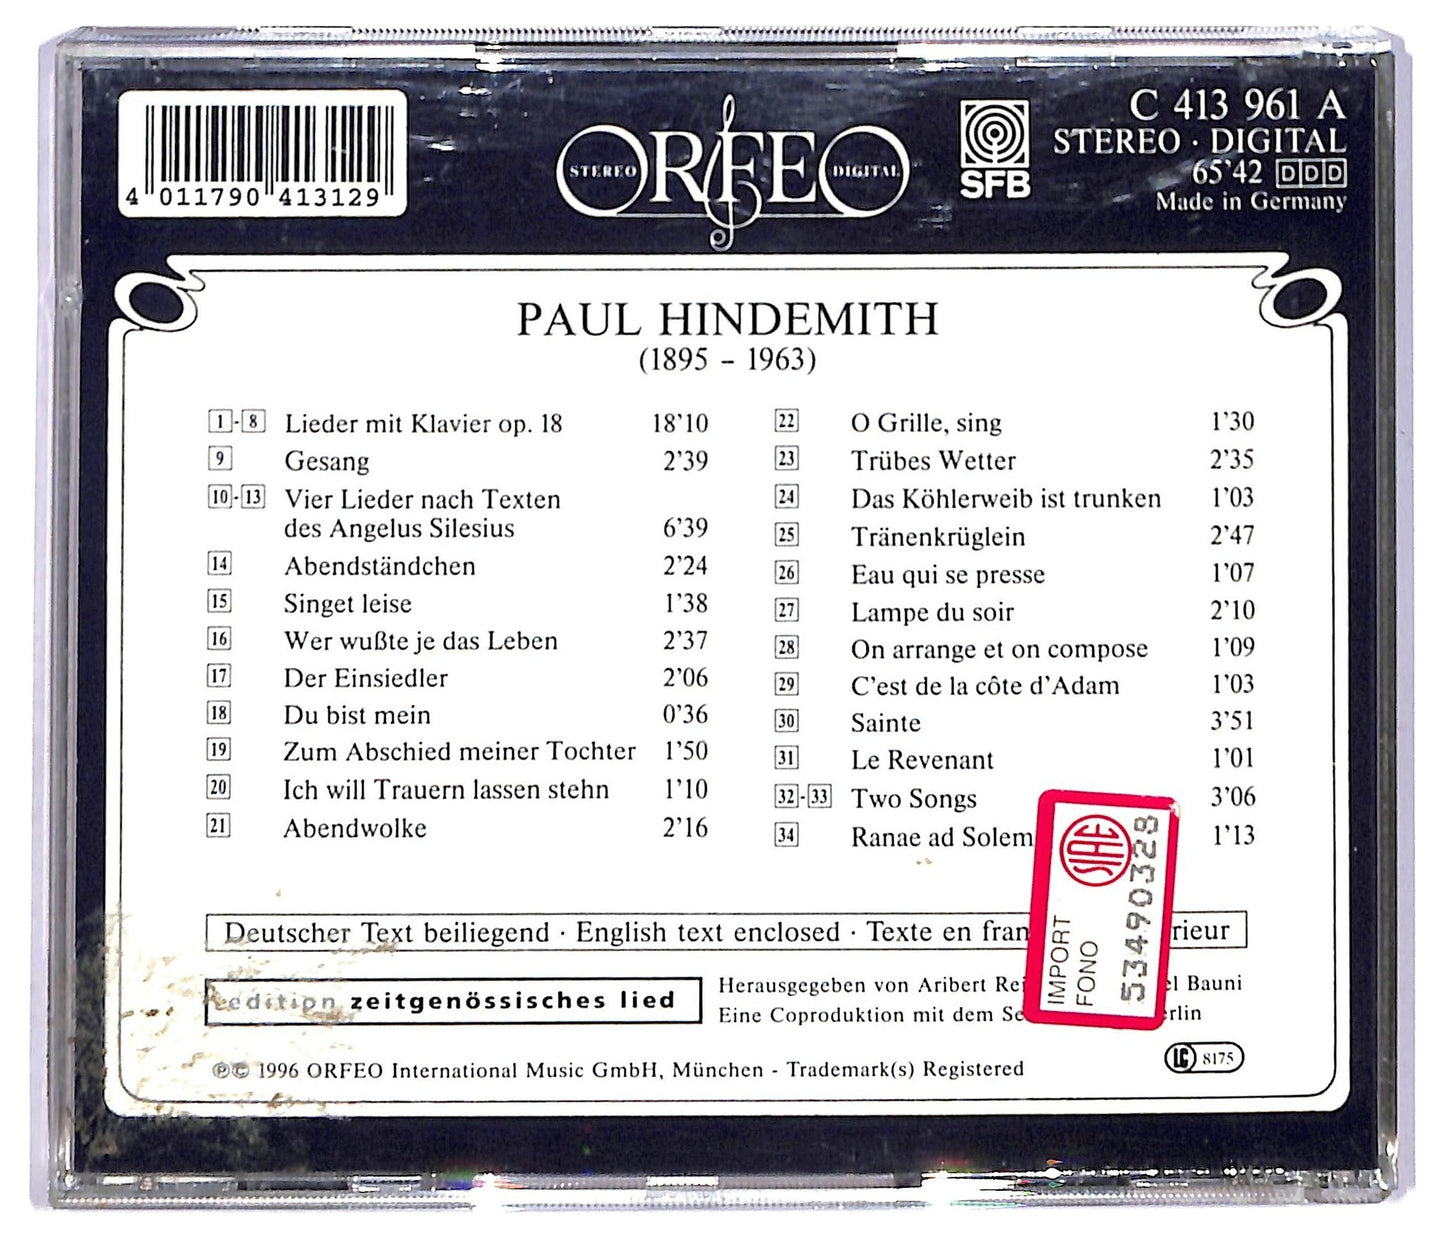 4 011790 413129
STEREO ORFEO DIGITAL
SFB
C 413 961 A
STEREO · DIGITAL
65'42 DDD
Made in Germany
PAUL HINDEMITH
(1895 – 1963)
1-8 Lieder mit Klavier op. 18 18'10
9 Gesang 2'39
10-13 Vier Lieder nach Texten
des Angelus Silesius 6'39
14 Abendständchen 2'24
15 Singet leise 1'38
16 Wer wußte je das Leben 2'37
17 Der Einsiedler 2'06
18 Du bist mein 0'36
19 Zum Abschied meiner Tochter 1'50
20 Ich will Trauern lassen stehn 1'10
21 Abendwolke 2'16
22 O Grille, sing 1'30
23 Trübes Wetter 2'35
24 Das Köhlerweib ist trunken 1'03
25 Tränenkrüglein 2'47
26 Eau qui se presse 1'07
27 Lampe du soir 2'10
28 On arrange et on compose 1'09
29 C'est de la côte d'Adam 1'03
30 Sainte 3'51
31 Le Revenant 1'01
32-33 Two Songs 3'06
34 Ranae ad Solem 1'13
SIAE
IMPORT
FONO
53490328
Deutscher Text beiliegend · English text enclosed · Texte en fran rieur
edition zeitgenössisches lied
Herausgegeben von Aribert Rei el Bauni
Eine Coproduktion mit dem Se rlin
LC 8175
℗© 1996 ORFEO International Music GmbH, München - Trademark(s) Registered